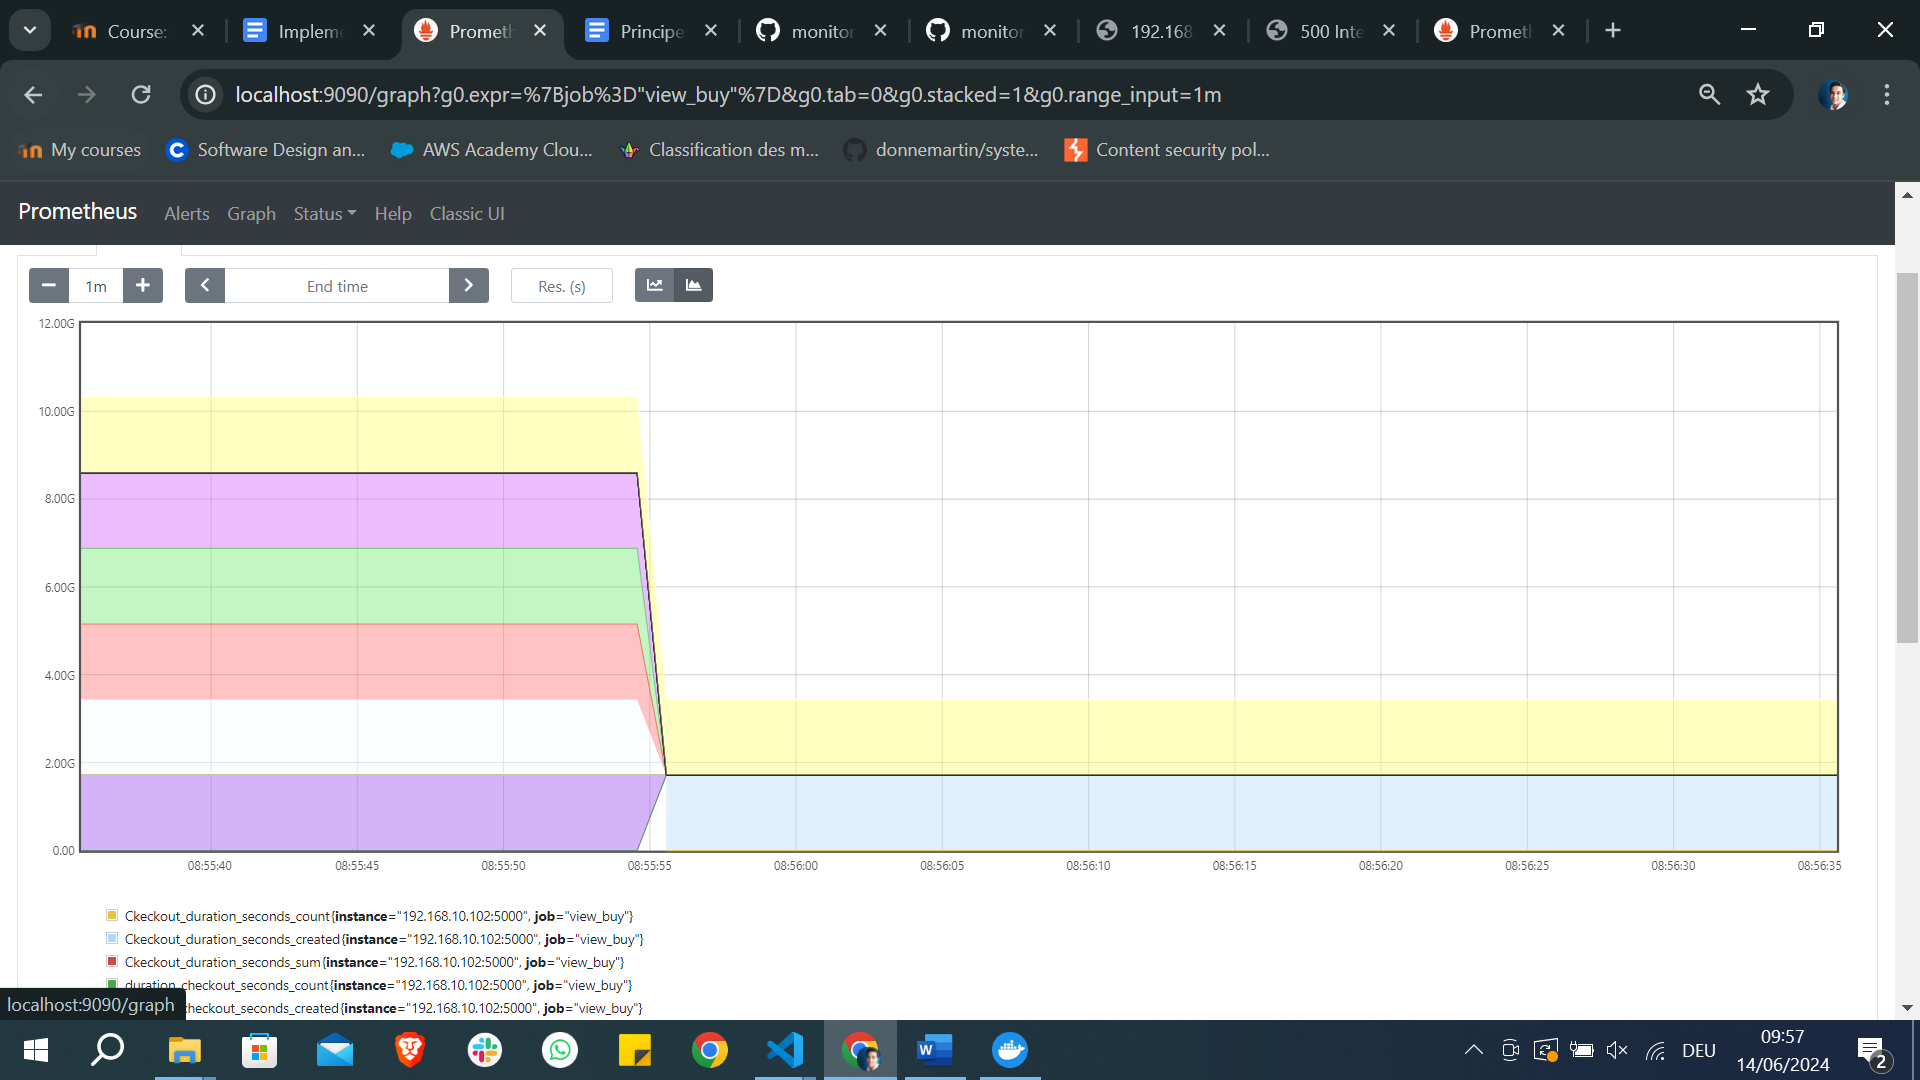 Course:
Impleme
Prometh
Principe
monitor
monitor
192.168
500 Inte
Prometh
localhost:9090/graph?g0.expr=%7Bjob%3D"view_buy"%7D&g0.tab=0&g0.stacked=1&g0.range_input=1m
My courses
Software Design an...
AWS Academy Clou...
Classification des m...
donnemartin/syste...
Content security pol...
Prometheus Alerts Graph Status Help Classic UI
1m End time Res. (s)
12.00G
10.00G
8.00G
6.00G
4.00G
2.00G
0.00
08:55:40 08:55:45 08:55:50 08:55:55 08:56:00 08:56:05 08:56:10 08:56:15 08:56:20 08:56:25 08:56:30 08:56:35
Ckeckout_duration_seconds_count{instance="192.168.10.102:5000", job="view_buy"}
Ckeckout_duration_seconds_created{instance="192.168.10.102:5000", job="view_buy"}
Ckeckout_duration_seconds_sum{instance="192.168.10.102:5000", job="view_buy"}
duration_checkout_seconds_count{instance="192.168.10.102:5000", job="view_buy"}
checkout_seconds_created{instance="192.168.10.102:5000", job="view_buy"}
localhost:9090/graph
DEU
09:57
14/06/2024
2